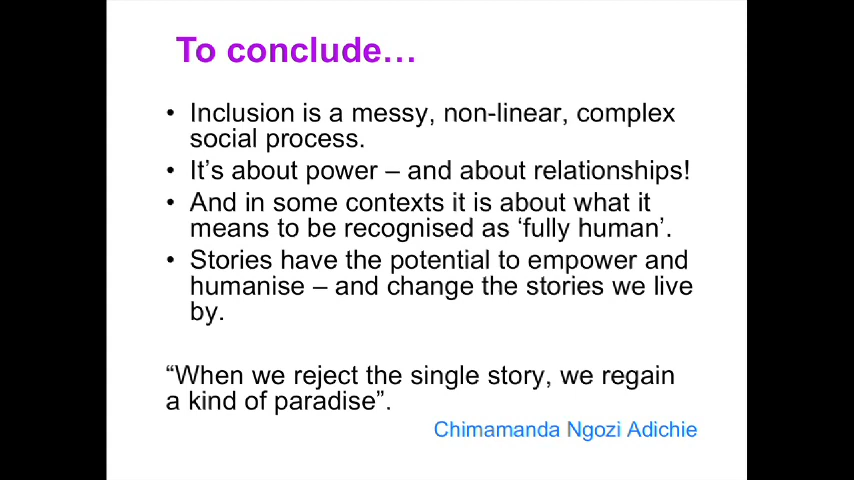 To conclude…
• Inclusion is a messy, non-linear, complex
social process.
• It’s about power – and about relationships!
• And in some contexts it is about what it
means to be recognised as ‘fully human’.
• Stories have the potential to empower and
humanise – and change the stories we live
by.
“When we reject the single story, we regain
a kind of paradise”.
Chimamanda Ngozi Adichie